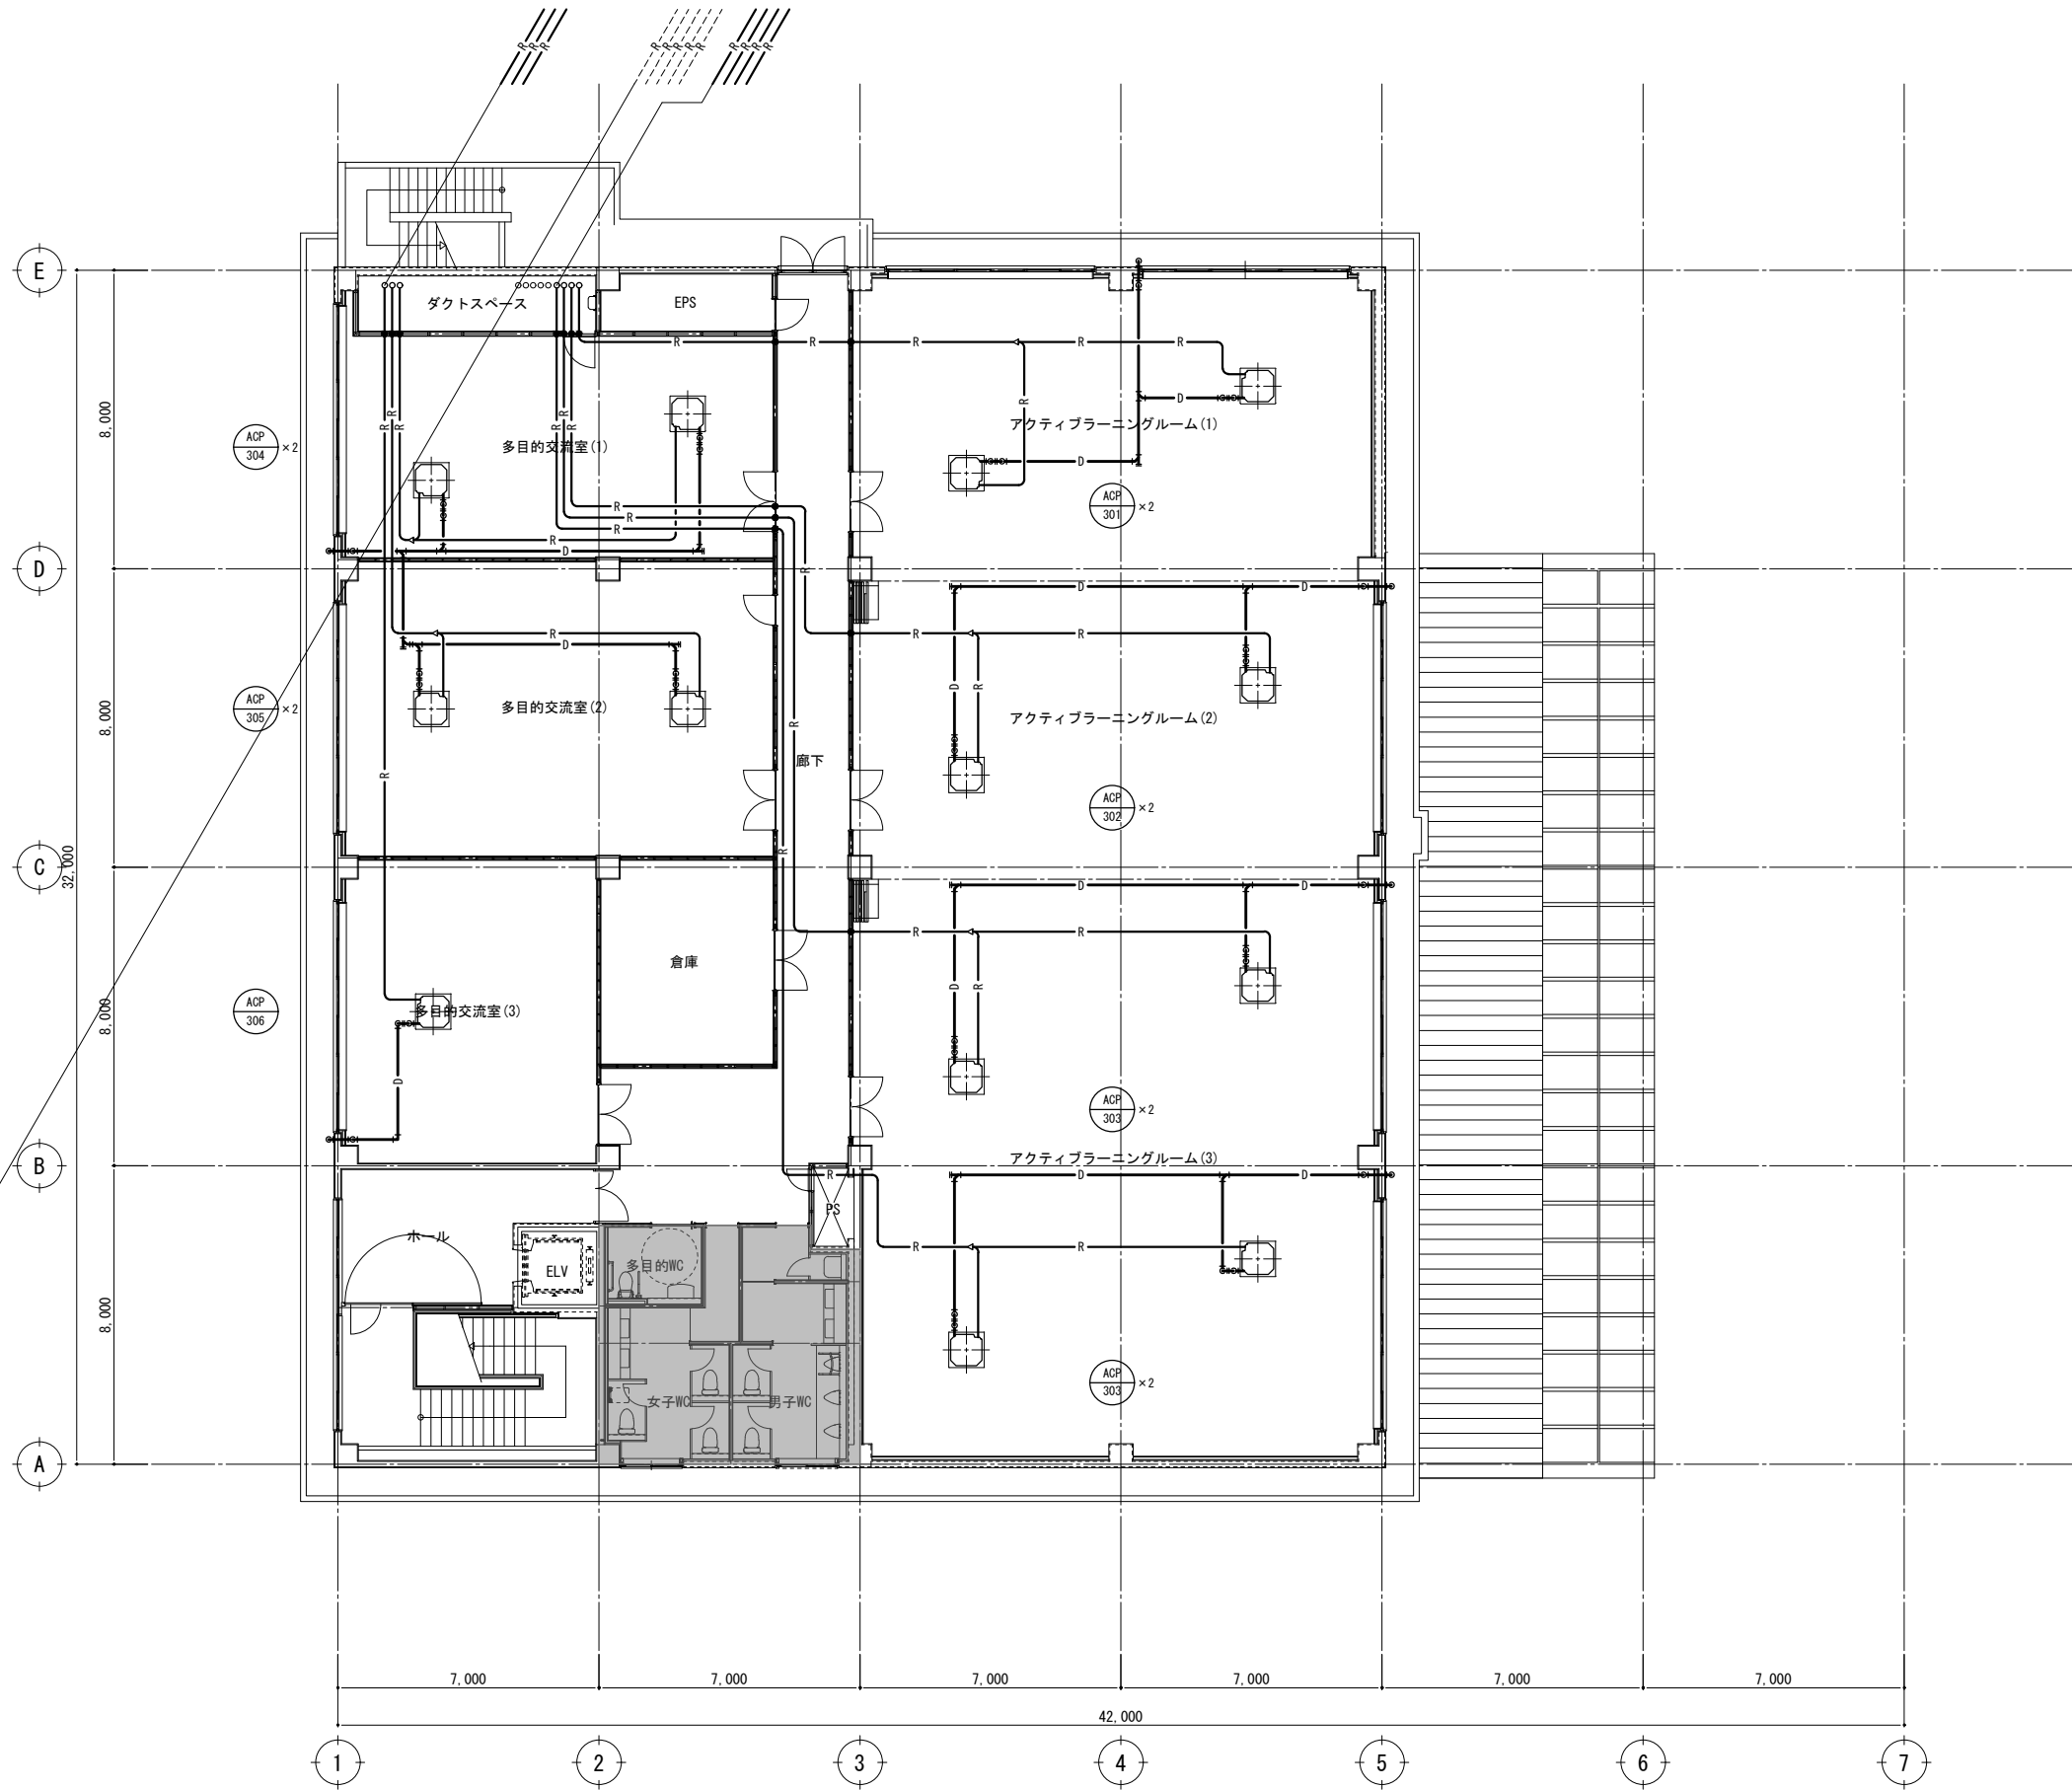 R R R
R R R R R
R R R R
E
ダクトスペース
EPS
R R R R R
8,000
ACP
304
×2
R R R
R R
R
D
多目的交流室(1)
アクティブラーニングルーム(1)
D
ACP
301
×2
R
R
R
R
D
D
R
D
D
R
D
R
R
8,000
ACP
305
×2
多目的交流室(2)
D
R
アクティブラーニングルーム(2)
R
廊下
R
ACP
302
×2
R
C
32,000
D
D
R
R
倉庫
D
R
8,000
ACP
306
多目的交流室(3)
D
ACP
303
×2
B
アクティブラーニングルーム(3)
R
D
D
PS
ホール
R
R
多目的WC
ELV
8,000
ACP
303
×2
女子WC
男子WC
A
7,000
7,000
7,000
7,000
7,000
7,000
42,000
1
2
3
4
5
6
7